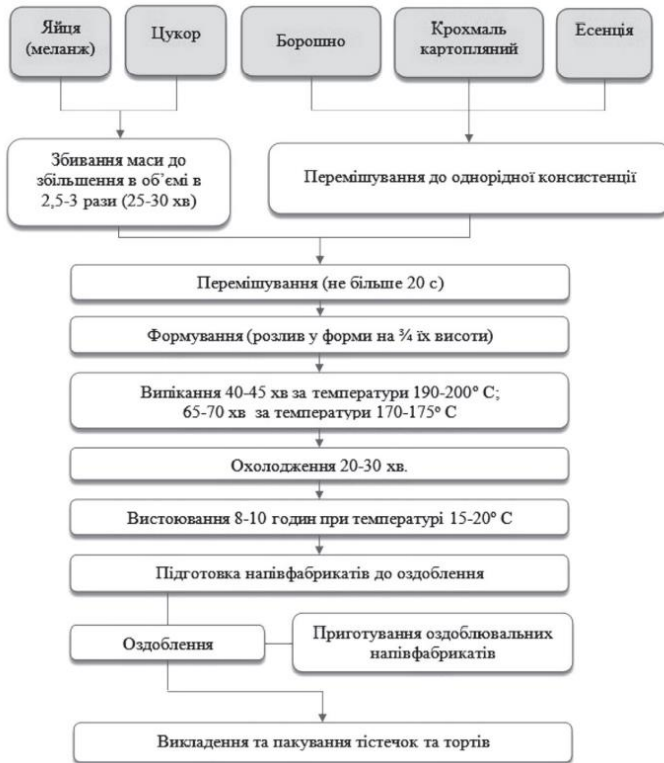 Яйця
(меланж)
Цукор
Борошно
Крохмаль
картопляний
Есенція
Збивання маси до
збільшення в об’ємі в
2,5-3 рази (25-30 хв)
Перемішування до однорідної консистенції
Перемішування (не більше 20 с)
Формування (розлив у форми на ¾ їх висоти)
Випікання 40-45 хв за температури 190-200° С;
65-70 хв за температури 170-175° С
Охолодження 20-30 хв.
Вистоювання 8-10 годин при температурі 15-20° С
Підготовка напівфабрикатів до оздоблення
Оздоблення
Приготування оздоблювальних
напівфабрикатів
Викладення та пакування тістечок та тортів